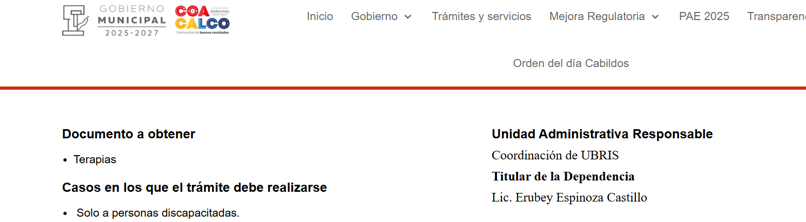 GOBIERNO
MUNICIPAL
2025-2027
COA
CALCO
Inicio
Gobierno
Trámites y servicios
Mejora Regulatoria
PAE 2025
Transparen
Orden del día Cabildos
Documento a obtener
• Terapias
Casos en los que el trámite debe realizarse
• Solo a personas discapacitadas.
Unidad Administrativa Responsable
Coordinación de UBRIS
Titular de la Dependencia
Lic. Erubey Espinoza Castillo